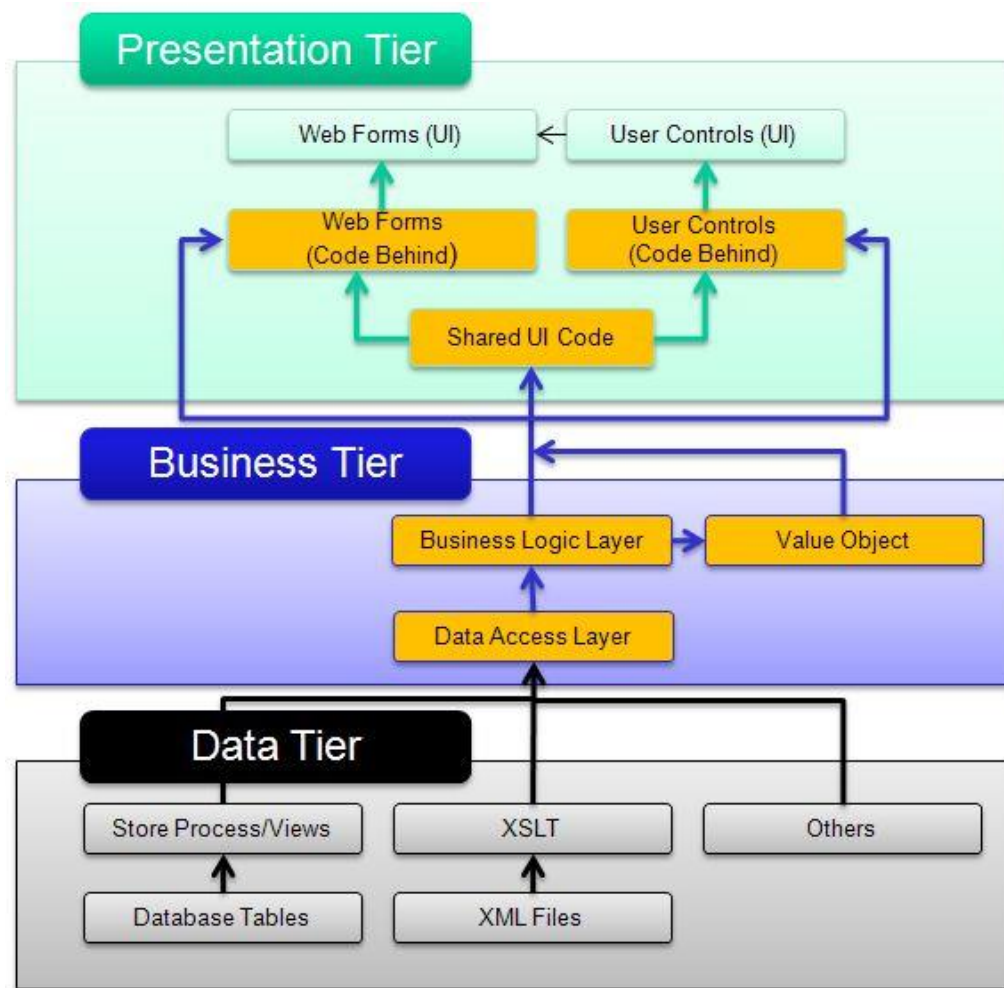 Presentation Tier
Web Forms (UI)
User Controls (UI)
Web Forms
(Code Behind)
User Controls
(Code Behind)
Shared UI Code
Business Tier
Business Logic Layer
Value Object
Data Access Layer
Data Tier
Store Process/Views
XSLT
Others
Database Tables
XML Files